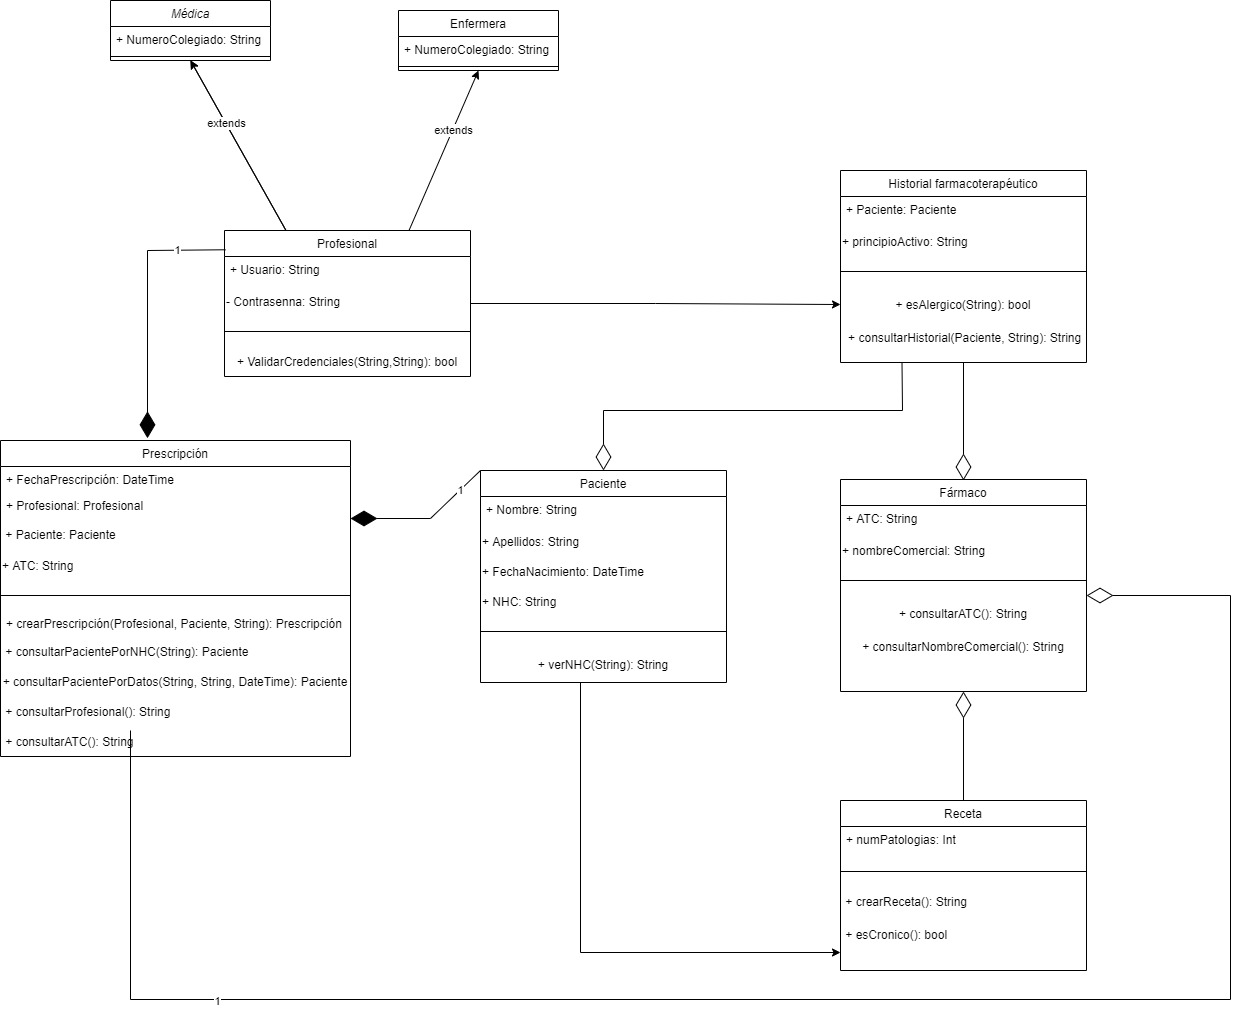 Médica
+ NumeroColegiado: String
Enfermera
+ NumeroColegiado: String
extends
extends
Profesional
+ Usuario: String
- Contrasenna: String
+ ValidarCredenciales(String,String): bool
1
Historial farmacoterapéutico
+ Paciente: Paciente
+ principioActivo: String
+ esAlergico(String): bool
+ consultarHistorial(Paciente, String): String
Prescripción
+ FechaPrescripción: DateTime
+ Profesional: Profesional
+ Paciente: Paciente
+ ATC: String
+ crearPrescripción(Profesional, Paciente, String): Prescripción
+ consultarPacientePorNHC(String): Paciente
+ consultarPacientePorDatos(String, String, DateTime): Paciente
+ consultarProfesional(): String
+ consultarATC(): String
1
Paciente
+ Nombre: String
+ Apellidos: String
+ FechaNacimiento: DateTime
+ NHC: String
+ verNHC(String): String
Fármaco
+ ATC: String
+ nombreComercial: String
+ consultarATC(): String
+ consultarNombreComercial(): String
Receta
+ numPatologias: Int
+ crearReceta(): String
+ esCronico(): bool
1